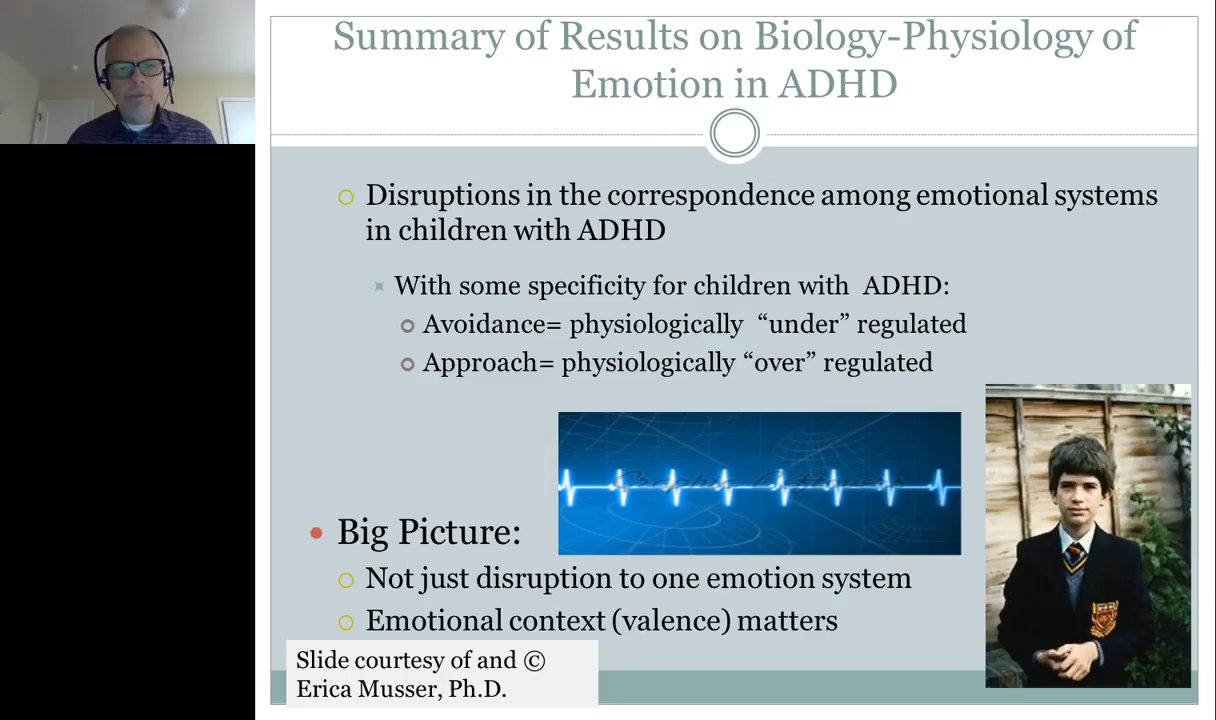 Summary of Results on Biology-Physiology of
Emotion in ADHD
Disruptions in the correspondence among emotional systems
in children with ADHD
With some specificity for children with ADHD:
Avoidance= physiologically “under” regulated
Approach= physiologically “over” regulated
Big Picture:
Not just disruption to one emotion system
Emotional context (valence) matters
Slide courtesy of and ©
Erica Musser, Ph.D.